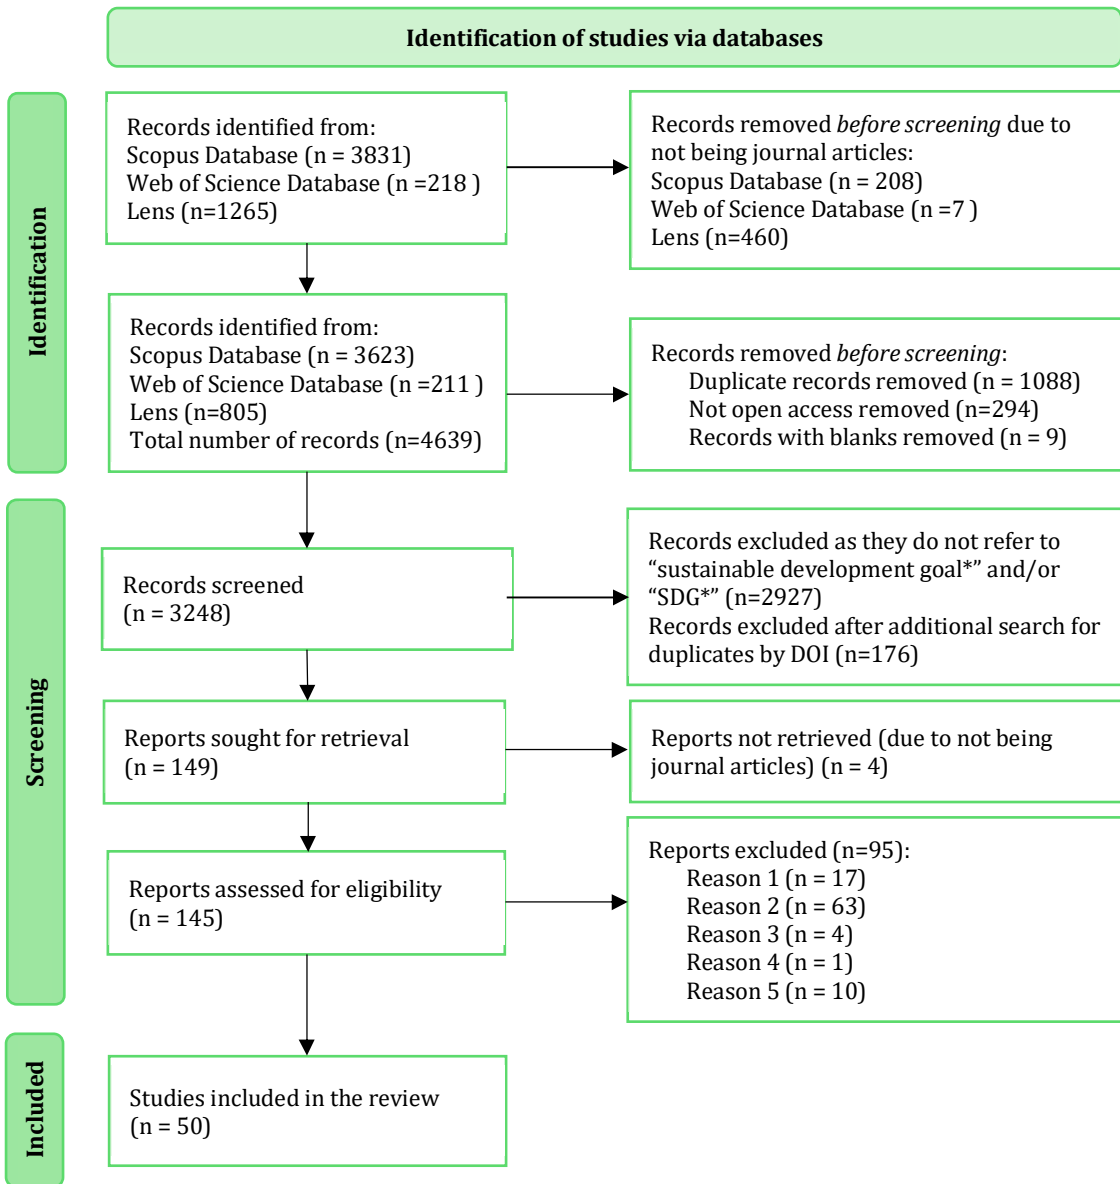 Identification of studies via databases
Identification
Records identified from:
Scopus Database (n = 3831)
Web of Science Database (n =218 )
Lens (n=1265)
Records removed before screening due to
not being journal articles:
Scopus Database (n = 208)
Web of Science Database (n =7 )
Lens (n=460)
Records identified from:
Scopus Database (n = 3623)
Web of Science Database (n =211 )
Lens (n=805)
Total number of records (n=4639)
Records removed before screening:
Duplicate records removed (n = 1088)
Not open access removed (n=294)
Records with blanks removed (n = 9)
Screening
Records screened
(n = 3248)
Records excluded as they do not refer to
“sustainable development goal*” and/or
“SDG*” (n=2927)
Records excluded after additional search for
duplicates by DOI (n=176)
Reports sought for retrieval
(n = 149)
Reports not retrieved (due to not being
journal articles) (n = 4)
Reports assessed for eligibility
(n = 145)
Reports excluded (n=95):
Reason 1 (n = 17)
Reason 2 (n = 63)
Reason 3 (n = 4)
Reason 4 (n = 1)
Reason 5 (n = 10)
Included
Studies included in the review
(n = 50)